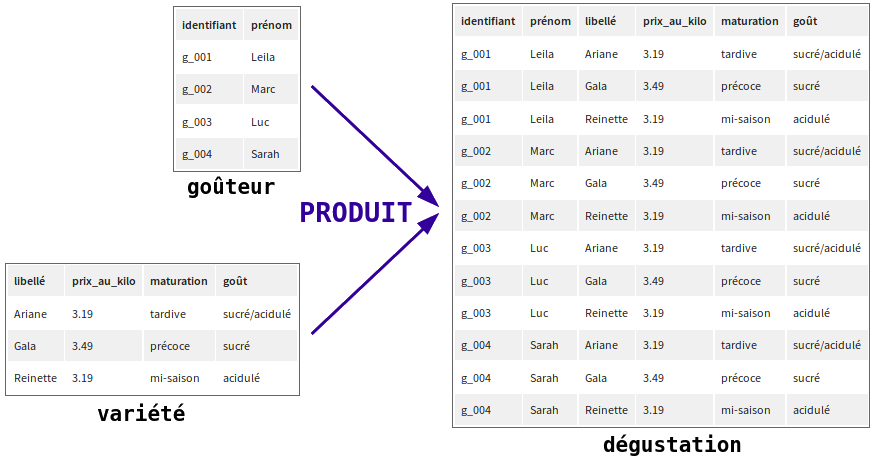 identifiant prénom
g_001 Leila
g_002 Marc
g_003 Luc
g_004 Sarah
goûteur
PRODUIT
libellé prix_au_kilo maturation goût
Ariane 3.19 tardive sucré/acidulé
Gala 3.49 précoce sucré
Reinette 3.19 mi-saison acidulé
variété
identifiant prénom libellé prix_au_kilo maturation goût
g_001 Leila Ariane 3.19 tardive sucré/acidulé
g_001 Leila Gala 3.49 précoce sucré
g_001 Leila Reinette 3.19 mi-saison acidulé
g_002 Marc Ariane 3.19 tardive sucré/acidulé
g_002 Marc Gala 3.49 précoce sucré
g_002 Marc Reinette 3.19 mi-saison acidulé
g_003 Luc Ariane 3.19 tardive sucré/acidulé
g_003 Luc Gala 3.49 précoce sucré
g_003 Luc Reinette 3.19 mi-saison acidulé
g_004 Sarah Ariane 3.19 tardive sucré/acidulé
g_004 Sarah Gala 3.49 précoce sucré
g_004 Sarah Reinette 3.19 mi-saison acidulé
dégustation